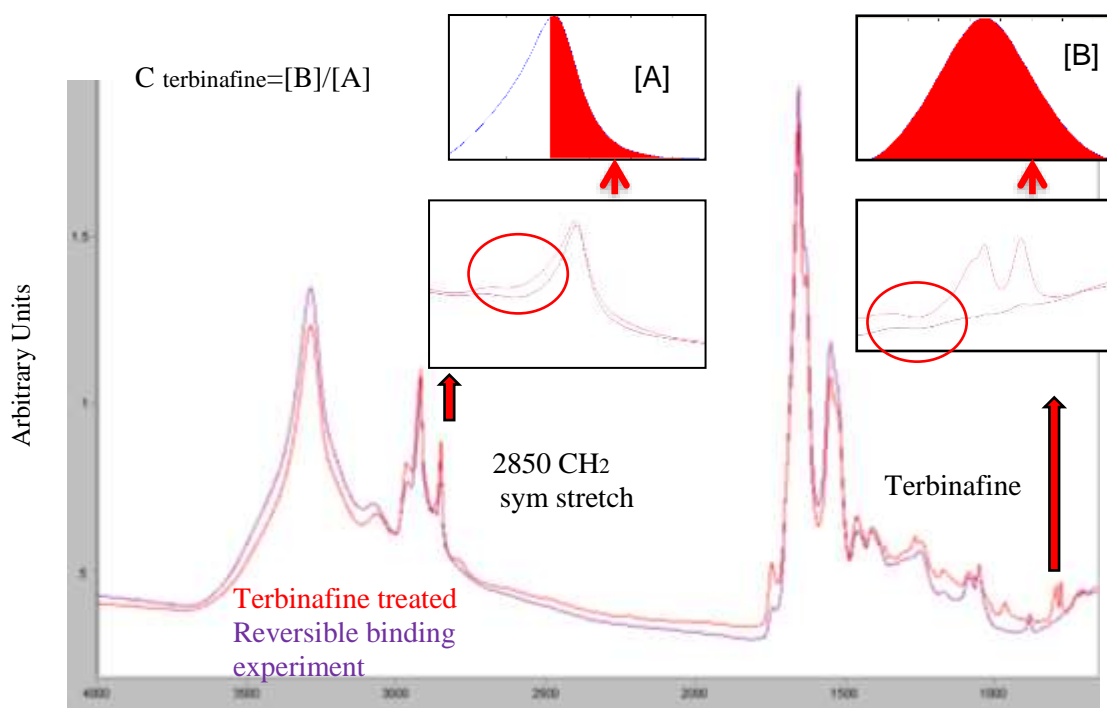 C terbinafine=[B]/[A]
[A]
[B]
1.5
1
.5
Arbitrary Units
2850 CH2
sym stretch
Terbinafine
Terbinafine treated
Reversible binding
experiment
4000
3500
3000
2500
2000
1500
1000